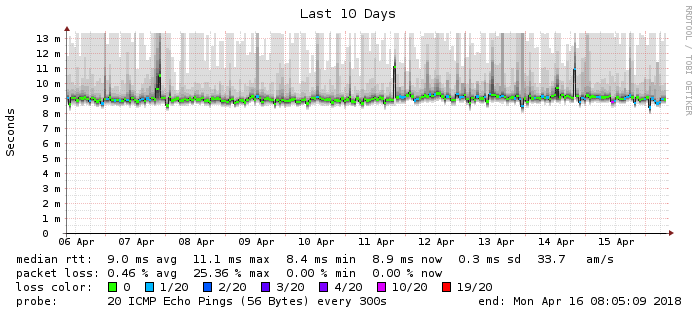 Last 10 Days
RRDTOOL / TOBI OETIKER
Seconds
13 m
12 m
11 m
10 m
9 m
8 m
7 m
6 m
5 m
4 m
3 m
2 m
1 m
0
06 Apr 07 Apr 08 Apr 09 Apr 10 Apr 11 Apr 12 Apr 13 Apr 14 Apr 15 Apr
median rtt: 9.0 ms avg 11.1 ms max 8.4 ms min 8.9 ms now 0.3 ms sd 33.7 am/s
packet loss: 0.46 % avg 25.36 % max 0.00 % min 0.00 % now
loss color: 0 1/20 2/20 3/20 4/20 10/20 19/20
probe: 20 ICMP Echo Pings (56 Bytes) every 300s end: Mon Apr 16 08:05:09 2018